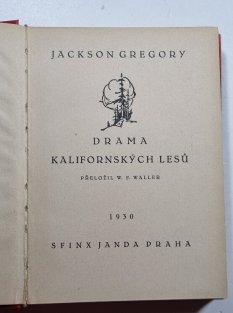 JACKSON GREGORY
DRAMA
KALIFORNSKÝCH LESŮ
PŘELOŽIL W. F. WALLER
1930
SFINX JANDA PRAHA